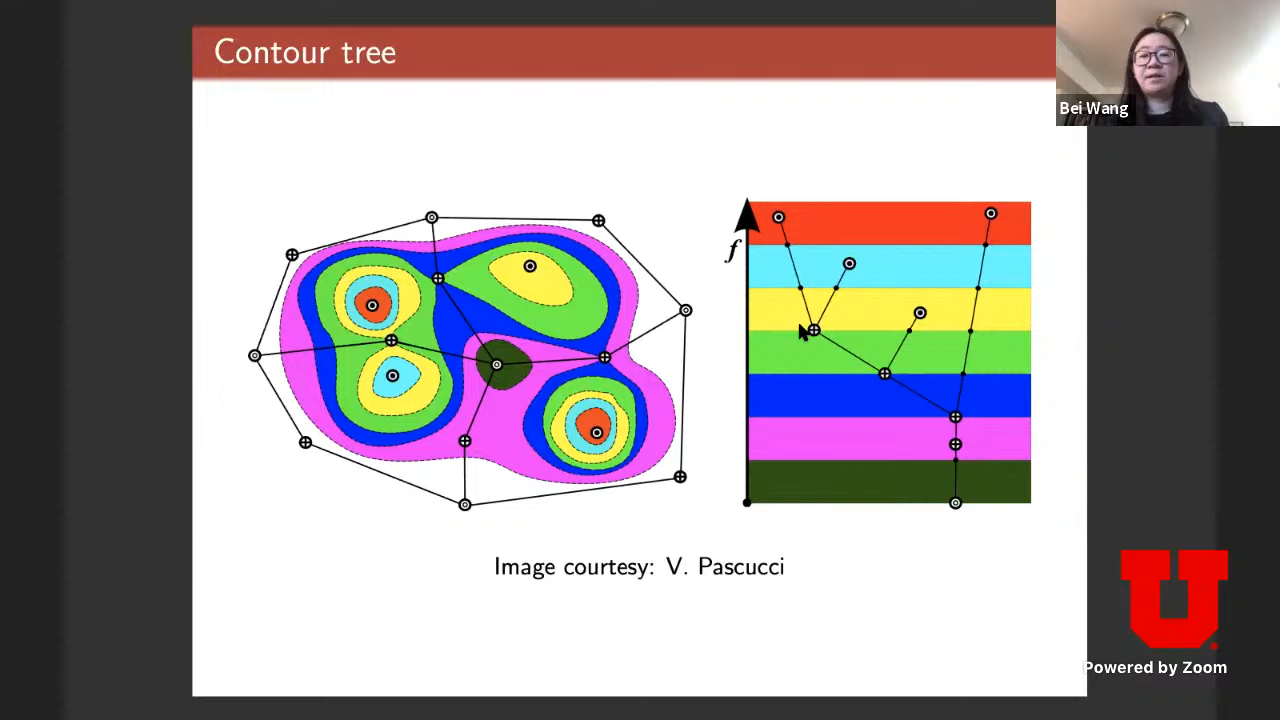 Contour tree
Bei Wang
f
Image courtesy: V. Pascucci
U
Powered by Zoom